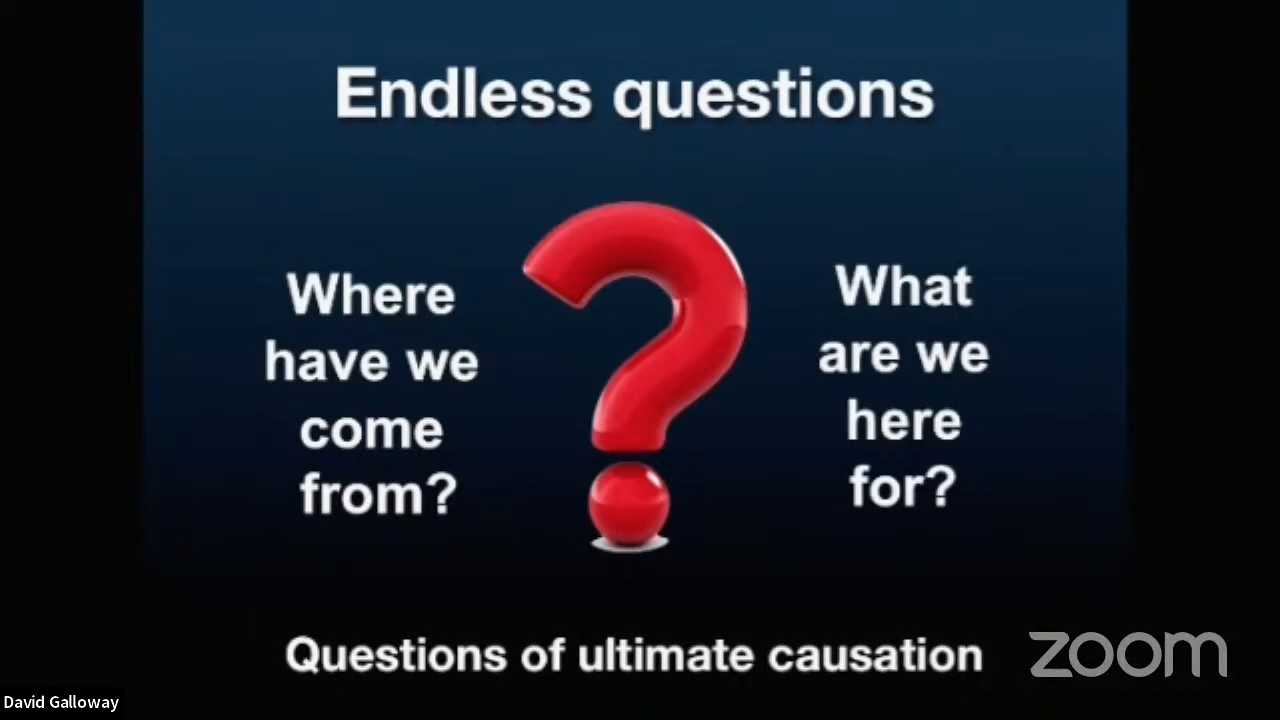 Endless questions
Where
have we
come
from?
What
are we
here
for?
Questions of ultimate causation
zoom
David Galloway